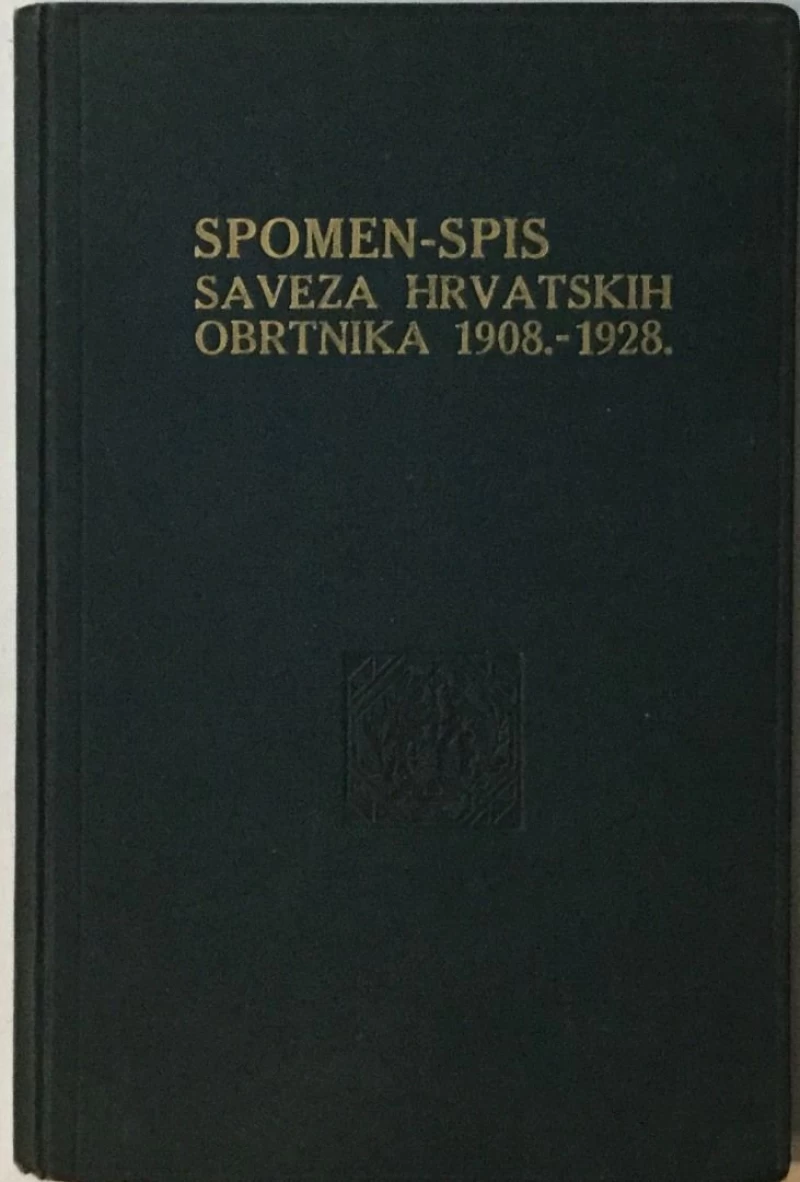 SPOMEN-SPIS
SAVEZA HRVATSKIH
OBRTNIKA 1908.-1928.